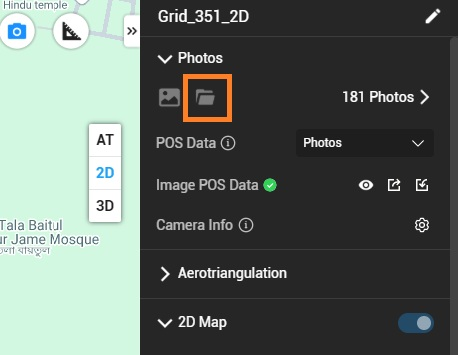 Hindu temple
Grid_351_2D
Photos
181 Photos
POS Data
Photos
Image POS Data
Camera Info
AT
2D
3D
Tala Baitul
ur Jame Mosque
Aerotriangulation
2D Map